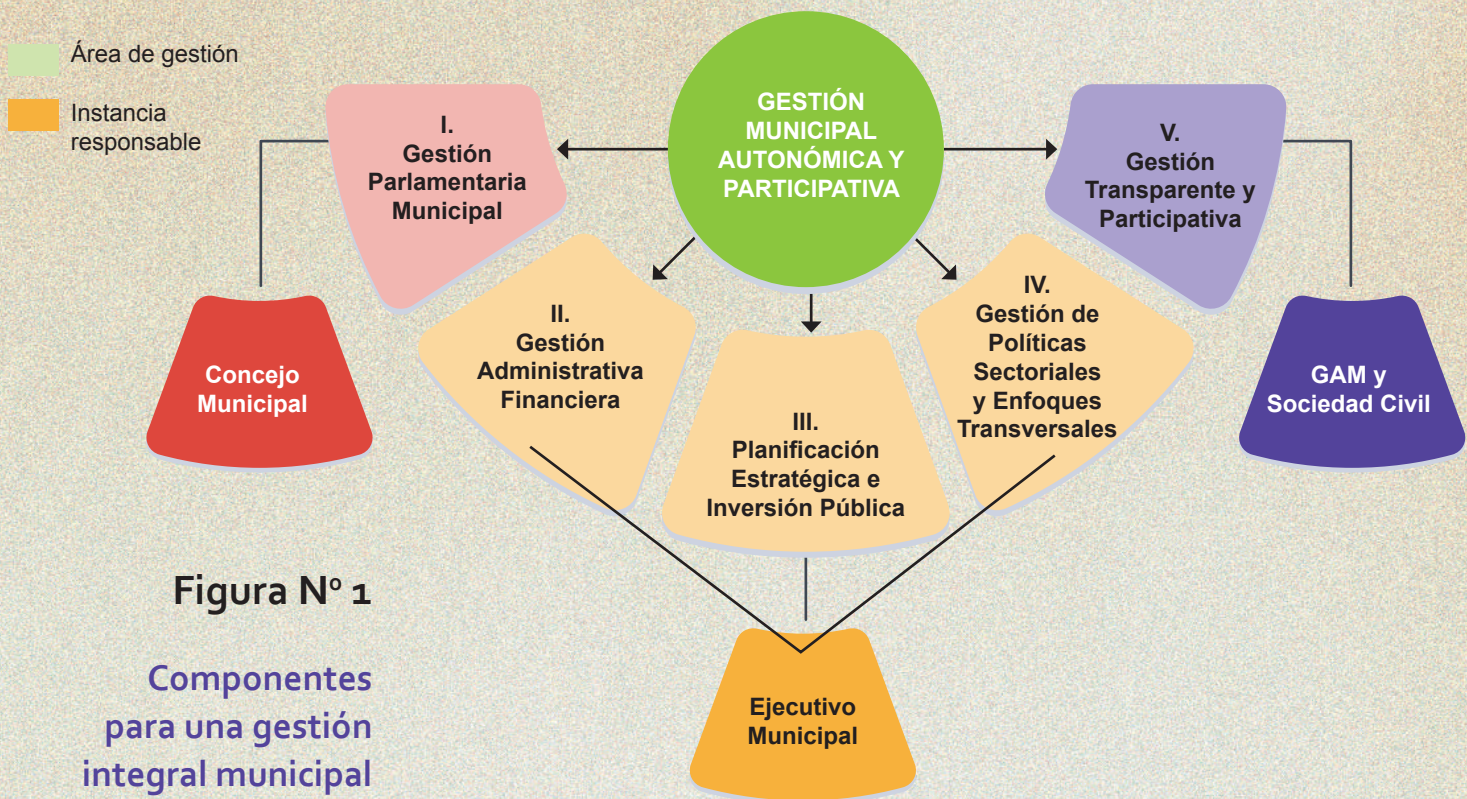 Área de gestión
Instancia
responsable
GESTIÓN
MUNICIPAL
AUTONÓMICA Y
PARTICIPATIVA
I.
Gestión
Parlamentaria
Municipal
II.
Gestión
Administrativa
Financiera
III.
Planificación
Estratégica e
Inversión Pública
IV.
Gestión de
Políticas
Sectoriales
y Enfoques
Transversales
V.
Gestión
Transparente y
Participativa
Concejo
Municipal
GAM y
Sociedad Civil
Ejecutivo
Municipal
Figura Nº 1
Componentes
para una gestión
integral municipal